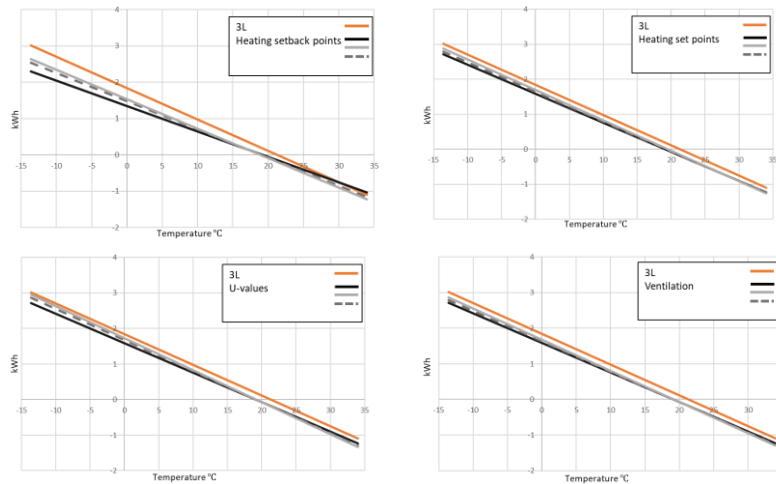 4
3L
Heating setback points
3
2
1
0
-15 -10 -5 0 5 10 15 20 25 30 35
-1
-2
kWh
Temperature °C
4
3L
Heating set points
3
2
1
0
-15 -10 -5 0 5 10 15 20 25 30 35
-1
-2
kWh
Temperature °C
4
3L
U-values
3
2
1
0
-15 -10 -5 0 5 10 15 20 25 30 35
-1
-2
kWh
Temperature °C
4
3L
Ventilation
3
2
1
0
-15 -10 -5 0 5 10 15 20 25 30
-1
-2
kWh
Temperature °C